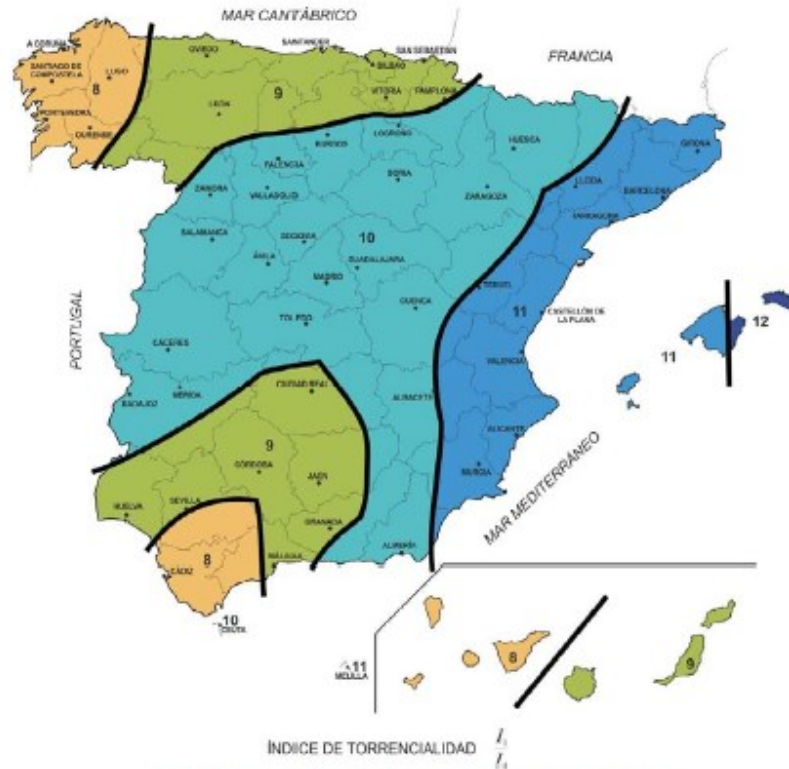 MAR CANTÁBRICO
A CORUÑA
SANTIAGO DE COMPOSTELA
LUGO
8
PONTEVEDRA
OURENSE
OVIEDO
SANTANDER
BILBAO
SAN SEBASTIÁN
FRANCIA
LEÓN
9
VITORIA
PAMPLONA
LOGROÑO
BURGOS
PALENCIA
HUESCA
GIRONA
ZAMORA
VALLADOLID
SORIA
ZARAGOZA
LLEIDA
BARCELONA
TARRAGONA
SALAMANCA
SEGOVIA
10
ÁVILA
GUADALAJARA
MADRID
TERUEL
CUENCA
11
CASTELLÓN DE LA PLANA
12
11
PORTUGAL
TOLEDO
CÁCERES
VALENCIA
BADAJOZ
MÉRIDA
CIUDAD REAL
ALBACETE
ALICANTE
9
CÓRDOBA
JAÉN
MURCIA
MAR MEDITERRÁNEO
HUELVA
SEVILLA
GRANADA
8
CÁDIZ
MÁLAGA
ALMERÍA
10
CEUTA
11
MELILLA
8
9
ÍNDICE DE TORRENCIALIDAD